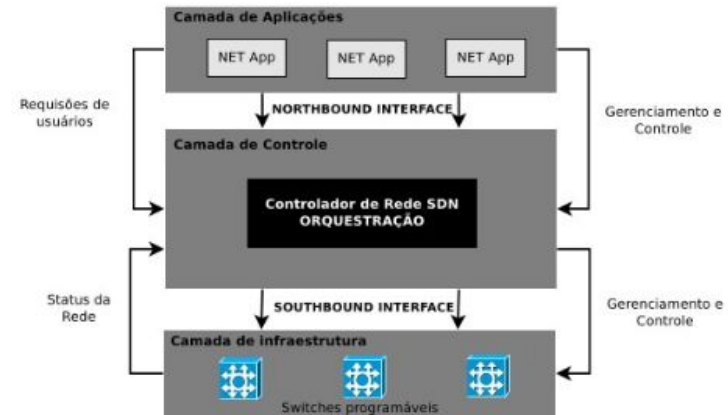 Camada de Aplicações
NET App
NET App
NET App
Requisões de
usuários
NORTHBOUND INTERFACE
Gerenciamento e
Controle
Camada de Controle
Controlador de Rede SDN
ORQUESTRAÇÃO
Status da
Rede
SOUTHBOUND INTERFACE
Gerenciamento e
Controle
Camada de infraestrutura
Switches programáveis